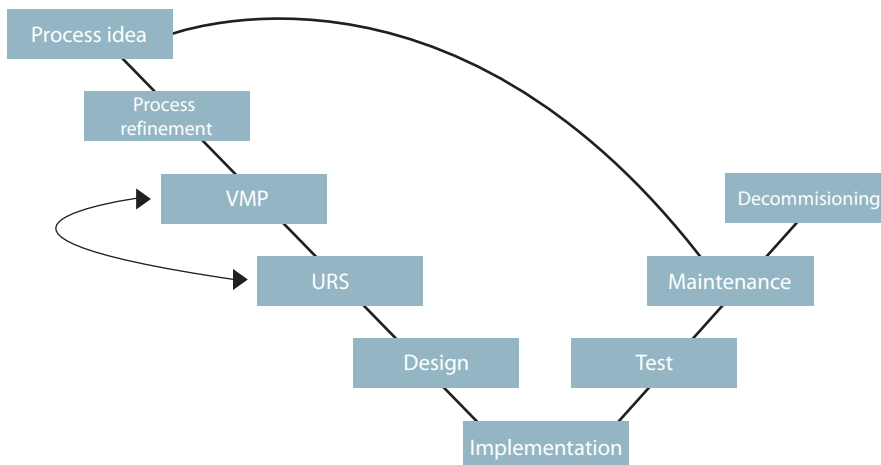 Process idea
Process
refinement
VMP
Decommisioning
URS
Maintenance
Design
Test
Implementation